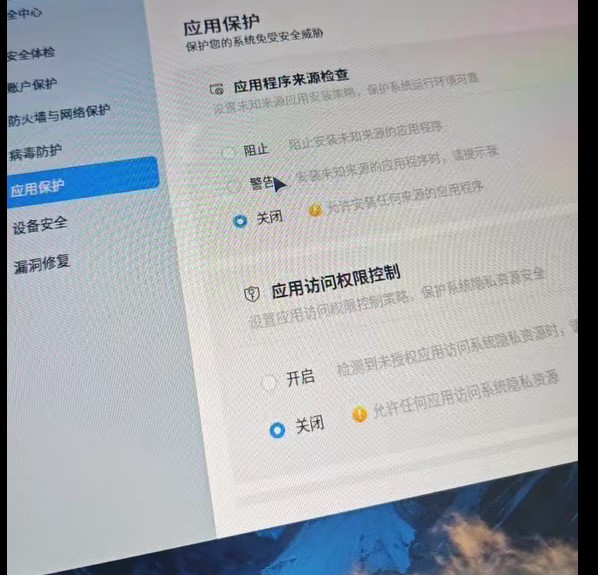 全中心
安全体检
账户保护
防火墙与网络保护
病毒防护
应用保护
设备安全
漏洞修复
应用保护
保护您的系统免受安全威胁
应用程序来源检查
设置未知来源应用安装策略，保护系统运行环境可靠
阻止 阻止安装未知来源的应用程序
警告 安装未知来源的应用程序时，请提示我
关闭 允许安装任何来源的应用程序
应用访问权限控制
设置应用访问权限控制策略，保护系统隐私资源安全
开启 检测到未授权应用访问系统隐私资源时，
关闭 允许任何应用访问系统隐私资源